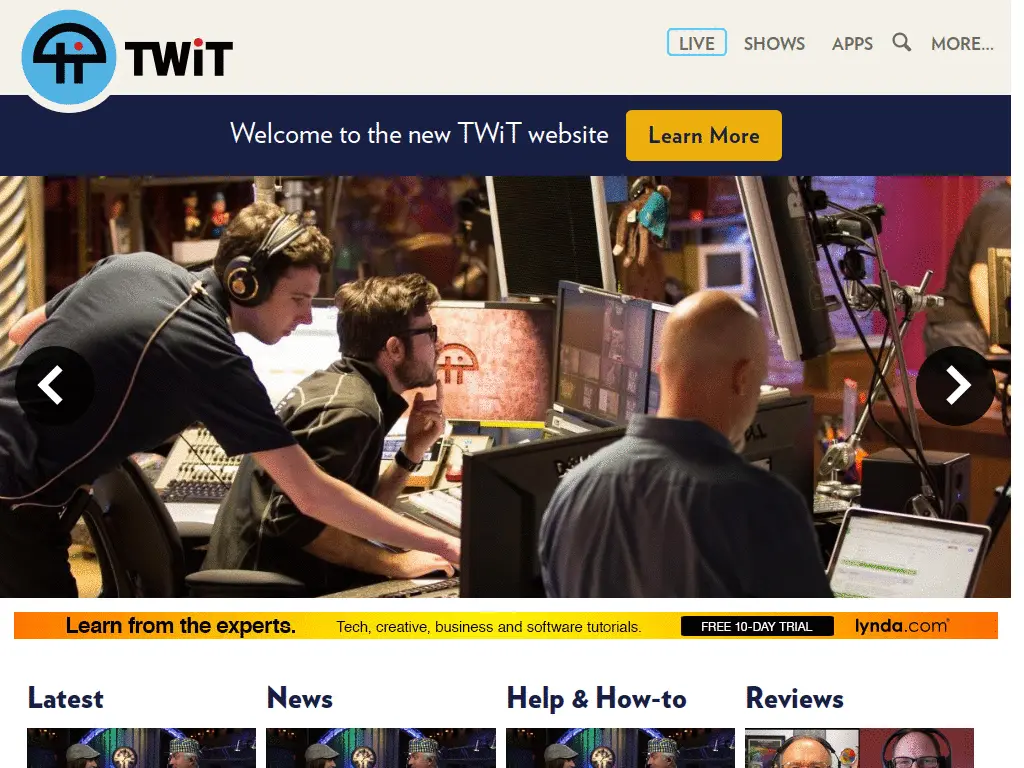 TWiT
LIVE
SHOWS
APPS
MORE...
Welcome to the new TWiT website
Learn More
DELL
Learn from the experts.
Tech, creative, business and software tutorials.
FREE 10-DAY TRIAL
lynda.com
Latest
News
Help & How-to
Reviews